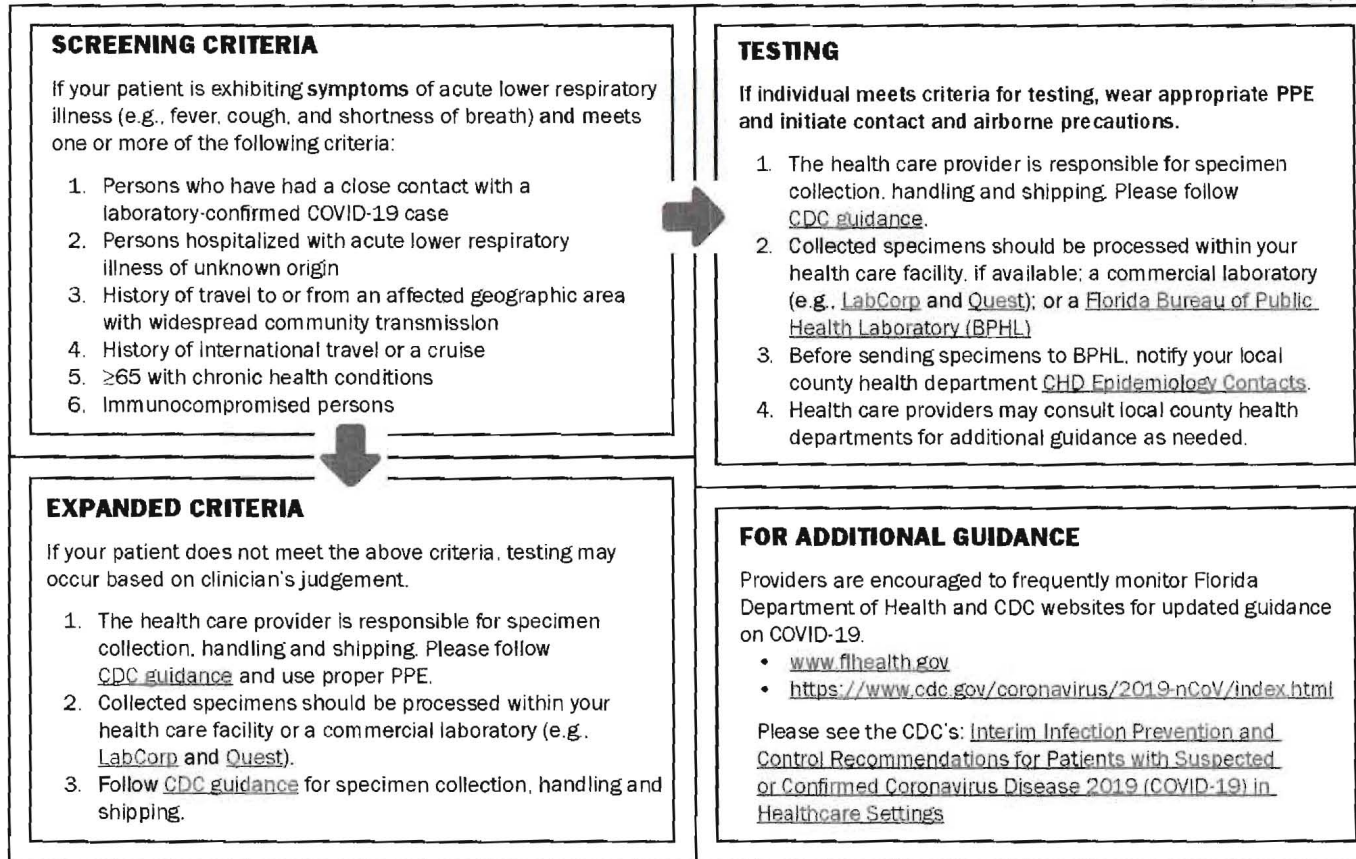 SCREENING CRITERIA
If your patient is exhibiting symptoms of acute lower respiratory
illness (e.g., fever, cough, and shortness of breath) and meets
one or more of the following criteria:
1. Persons who have had a close contact with a
laboratory-confirmed COVID-19 case
2. Persons hospitalized with acute lower respiratory
illness of unknown origin
3. History of travel to or from an affected geographic area
with widespread community transmission
4. History of international travel or a cruise
5. ≥65 with chronic health conditions
6. Immunocompromised persons
EXPANDED CRITERIA
If your patient does not meet the above criteria, testing may
occur based on clinician's judgement.
1. The health care provider is responsible for specimen
collection, handling and shipping. Please follow
CDC guidance and use proper PPE.
2. Collected specimens should be processed within your
health care facility or a commercial laboratory (e.g.
LabCorp and Quest).
3. Follow CDC guidance for specimen collection, handling and
shipping.
TESTING
If individual meets criteria for testing, wear appropriate PPE
and initiate contact and airborne precautions.
1. The health care provider is responsible for specimen
collection, handling and shipping. Please follow
CDC guidance.
2. Collected specimens should be processed within your
health care facility, if available; a commercial laboratory
(e.g., LabCorp and Quest); or a Florida Bureau of Public
Health Laboratory (BPHL)
3. Before sending specimens to BPHL, notify your local
county health department CHD Epidemiology Contacts.
4. Health care providers may consult local county health
departments for additional guidance as needed.
FOR ADDITIONAL GUIDANCE
Providers are encouraged to frequently monitor Florida
Department of Health and CDC websites for updated guidance
on COVID-19.
• www.flhealth.gov
• https://www.cdc.gov/coronavirus/2019-nCoV/index.html
Please see the CDC's: Interim Infection Prevention and
Control Recommendations for Patients with Suspected
or Confirmed Coronavirus Disease 2019 (COVID-19) in
Healthcare Settings